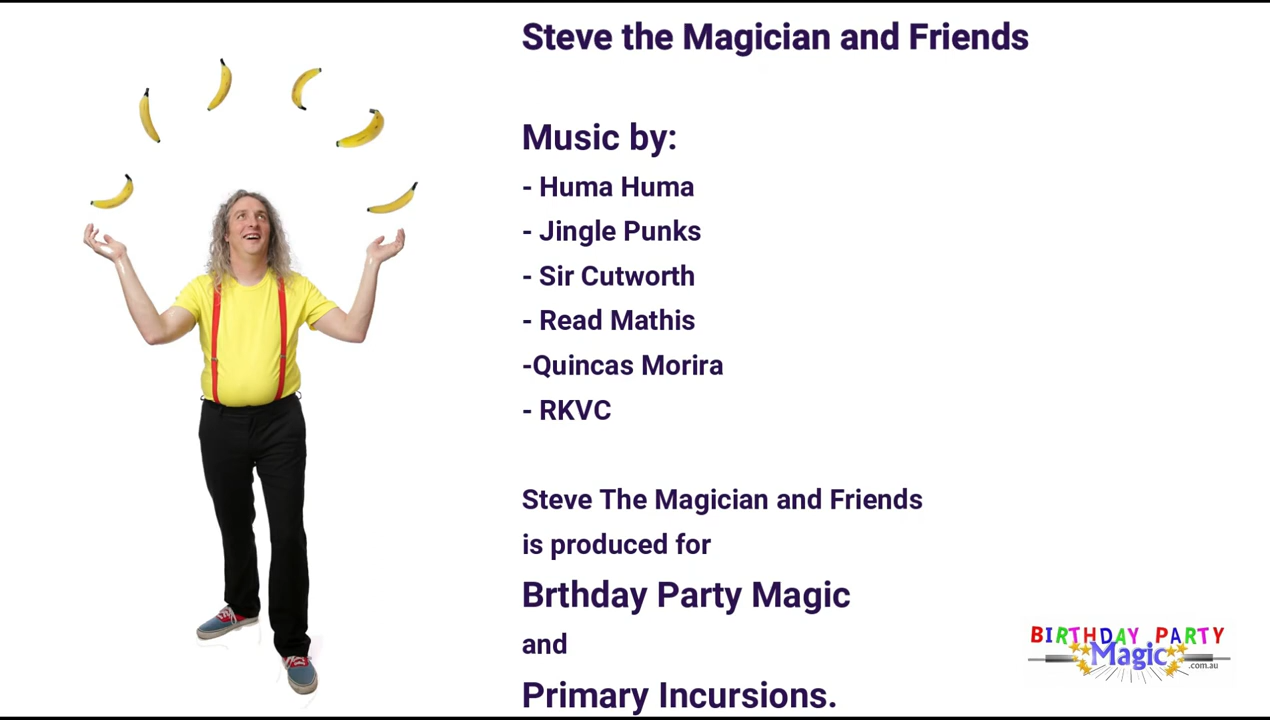 Steve the Magician and Friends
Music by:
- Huma Huma
- Jingle Punks
- Sir Cutworth
- Read Mathis
-Quincas Morira
- RKVC
Steve The Magician and Friends
is produced for
Brthday Party Magic
and
Primary Incursions.
BIRTHDAY PARTY
Magic
.com.au